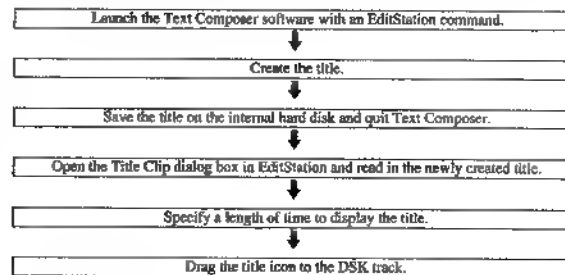 Launch the Text Composer software with an EditStation command.
Create the title.
Save the title on the internal hard disk and quit Text Composer.
Open the Title Clip dialog box in EditStation and read in the newly created title.
Specify a length of time to display the title.
Drag the title icon to the DSK track.